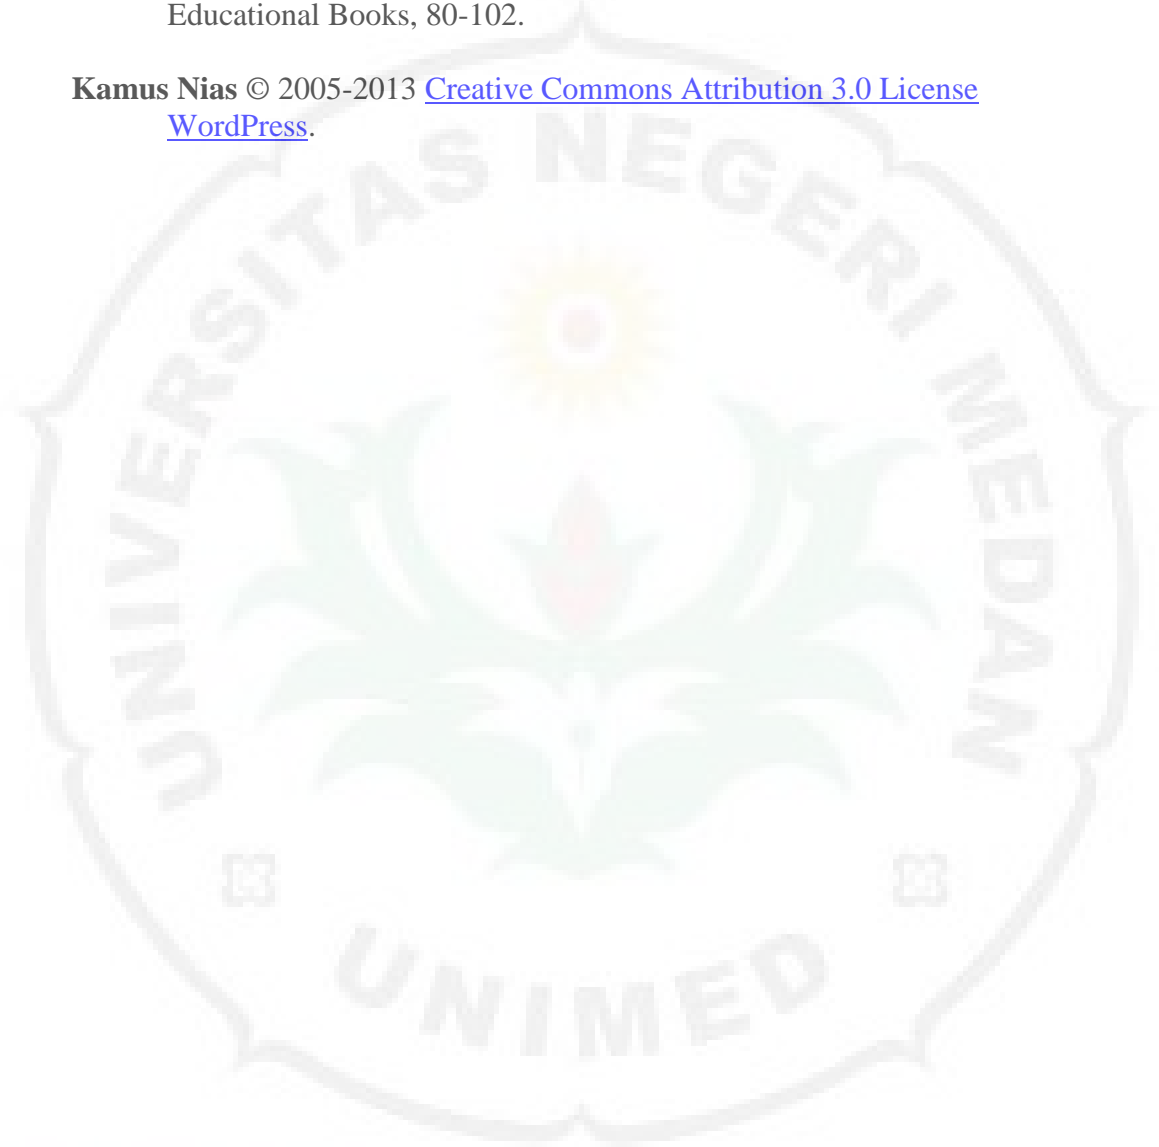 Educational Books, 80-102.
Kamus Nias © 2005-2013 Creative Commons Attribution 3.0 License
WordPress.
UNIVERSITAS NEGERI MEDAN
UNIMED